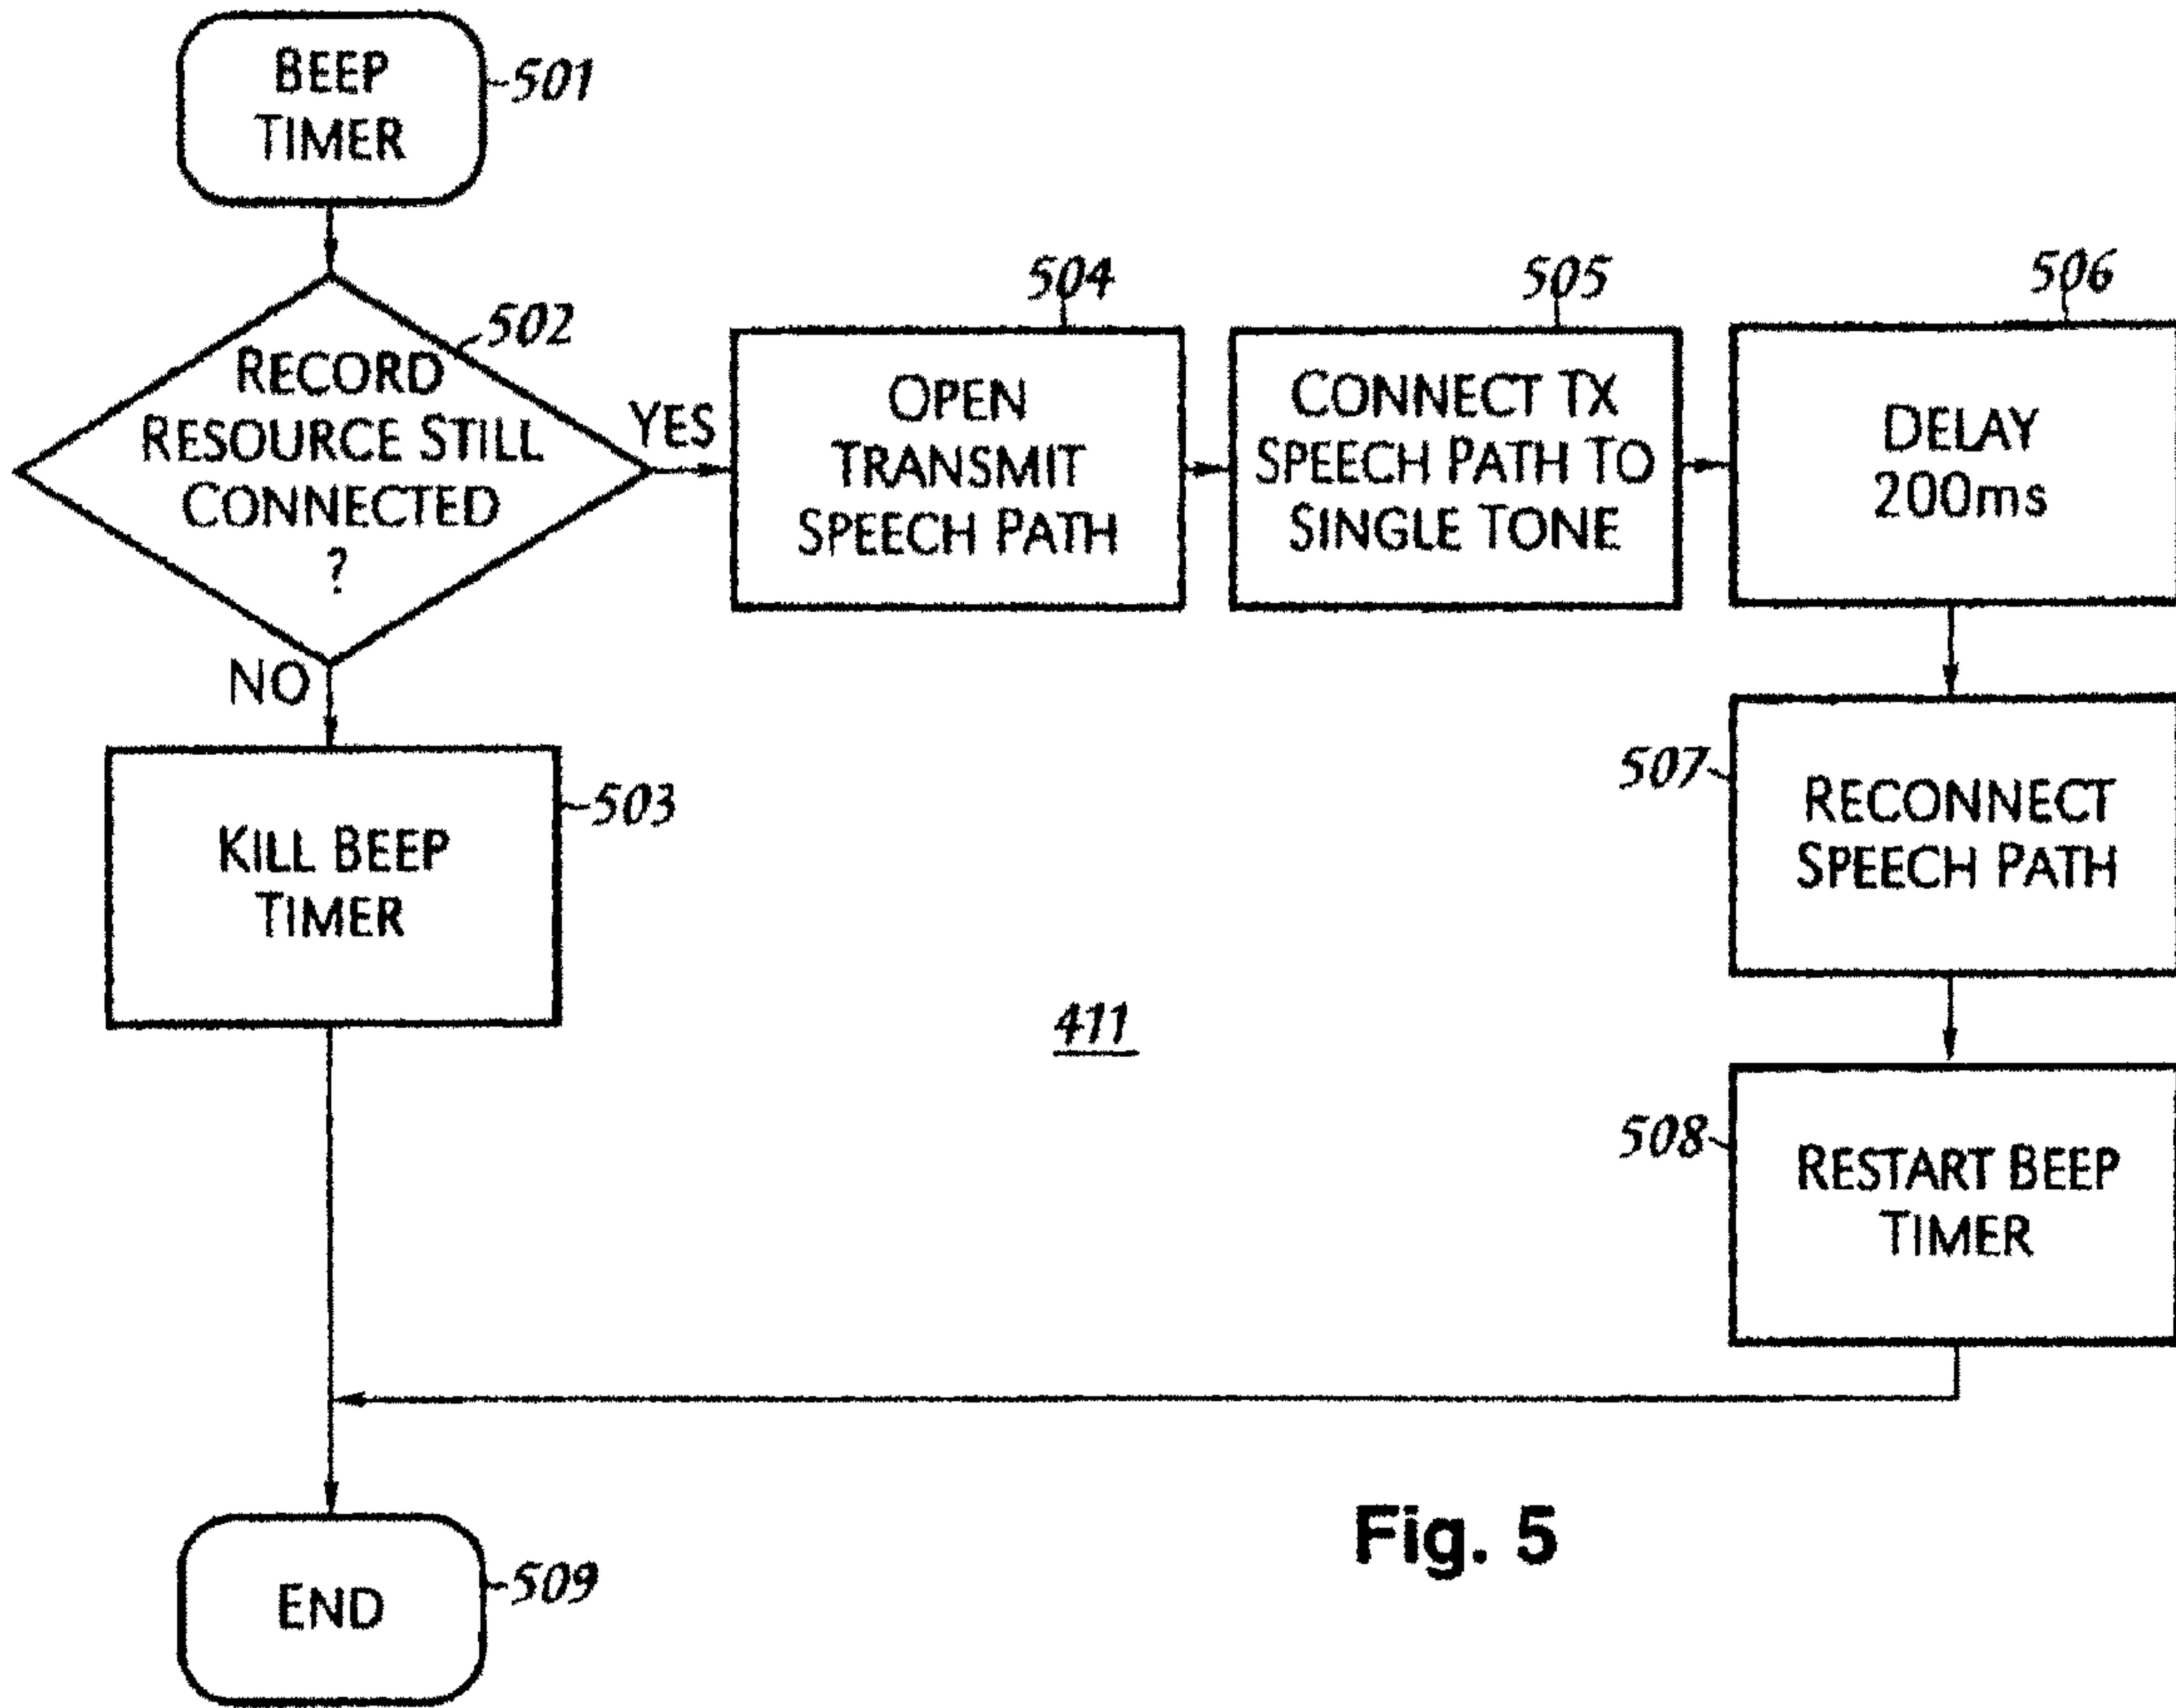 BEEP
TIMER
501
RECORD
RESOURCE STILL
CONNECTED
?
502
YES
NO
504
OPEN
TRANSMIT
SPEECH PATH
505
CONNECT TX
SPEECH PATH TO
SINGLE TONE
506
DELAY
200ms
KILL BEEP
TIMER
503
507
RECONNECT
SPEECH PATH
411
508
RESTART BEEP
TIMER
END
509
Fig. 5